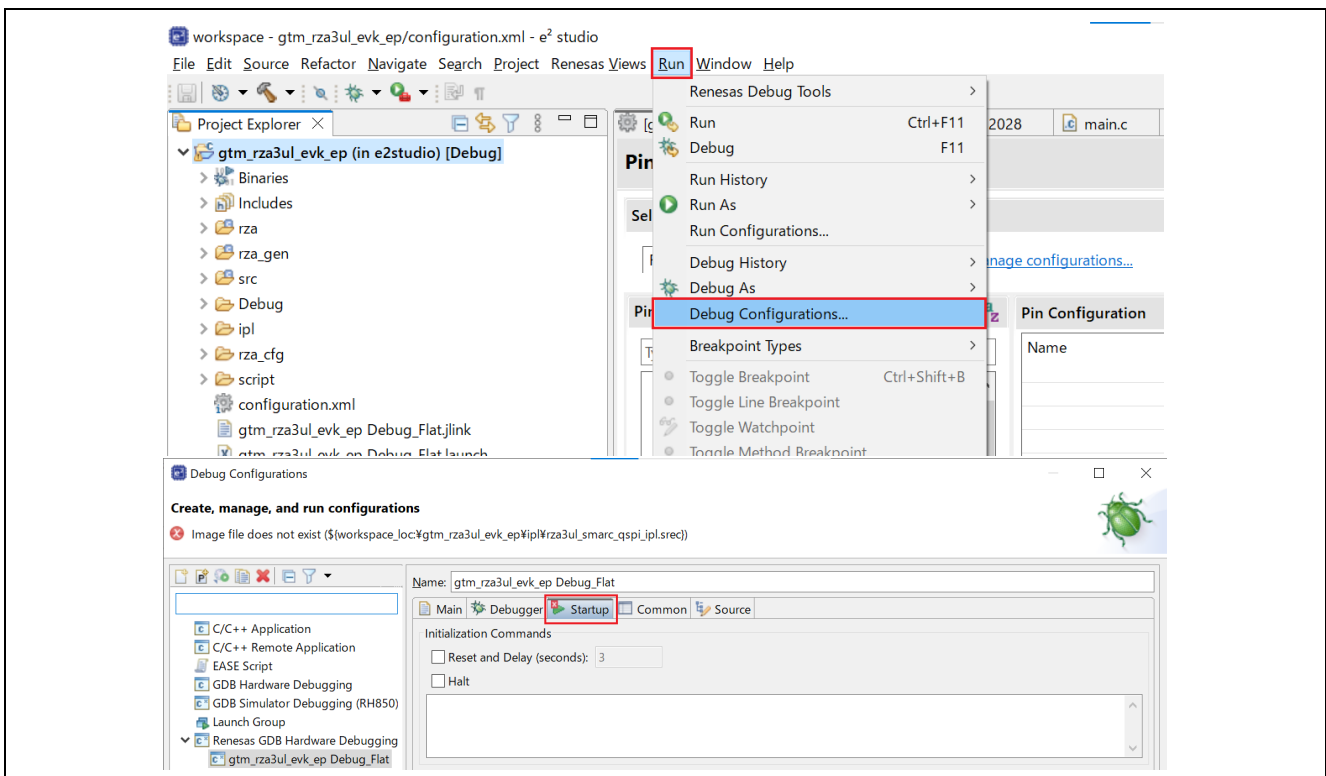 workspace - gtm_rza3ul_evk_ep/configuration.xml - e² studio
File Edit Source Refactor Navigate Search Project Renesas Views Run Window Help
Project Explorer
gtm_rza3ul_evk_ep (in e2studio) [Debug]
Binaries
Includes
rza
rza_gen
src
Debug
ipl
rza_cfg
script
configuration.xml
gtm_rza3ul_evk_ep Debug_Flat.jlink
gtm_rza3ul_evk_ep Debug_Flat.launch
Renesas Debug Tools
Run Ctrl+F11
Debug F11
Run History
Run As
Run Configurations...
Debug History
Debug As
Debug Configurations...
Breakpoint Types
Toggle Breakpoint Ctrl+Shift+B
Toggle Line Breakpoint
Toggle Watchpoint
Toggle Method Breakpoint
2028 main.c
Pin
Sel
nage configurations...
Pin Configuration
Name
Debug Configurations
Create, manage, and run configurations
Image file does not exist (${workspace_loc:¥gtm_rza3ul_evk_ep¥ipl¥rza3ul_smarc_qspi_ipl.srec})
Name: gtm_rza3ul_evk_ep Debug_Flat
Main Debugger Startup Common Source
C/C++ Application
C/C++ Remote Application
EASE Script
GDB Hardware Debugging
GDB Simulator Debugging (RH850)
Launch Group
Renesas GDB Hardware Debugging
gtm_rza3ul_evk_ep Debug_Flat
Initialization Commands
Reset and Delay (seconds): 3
Halt